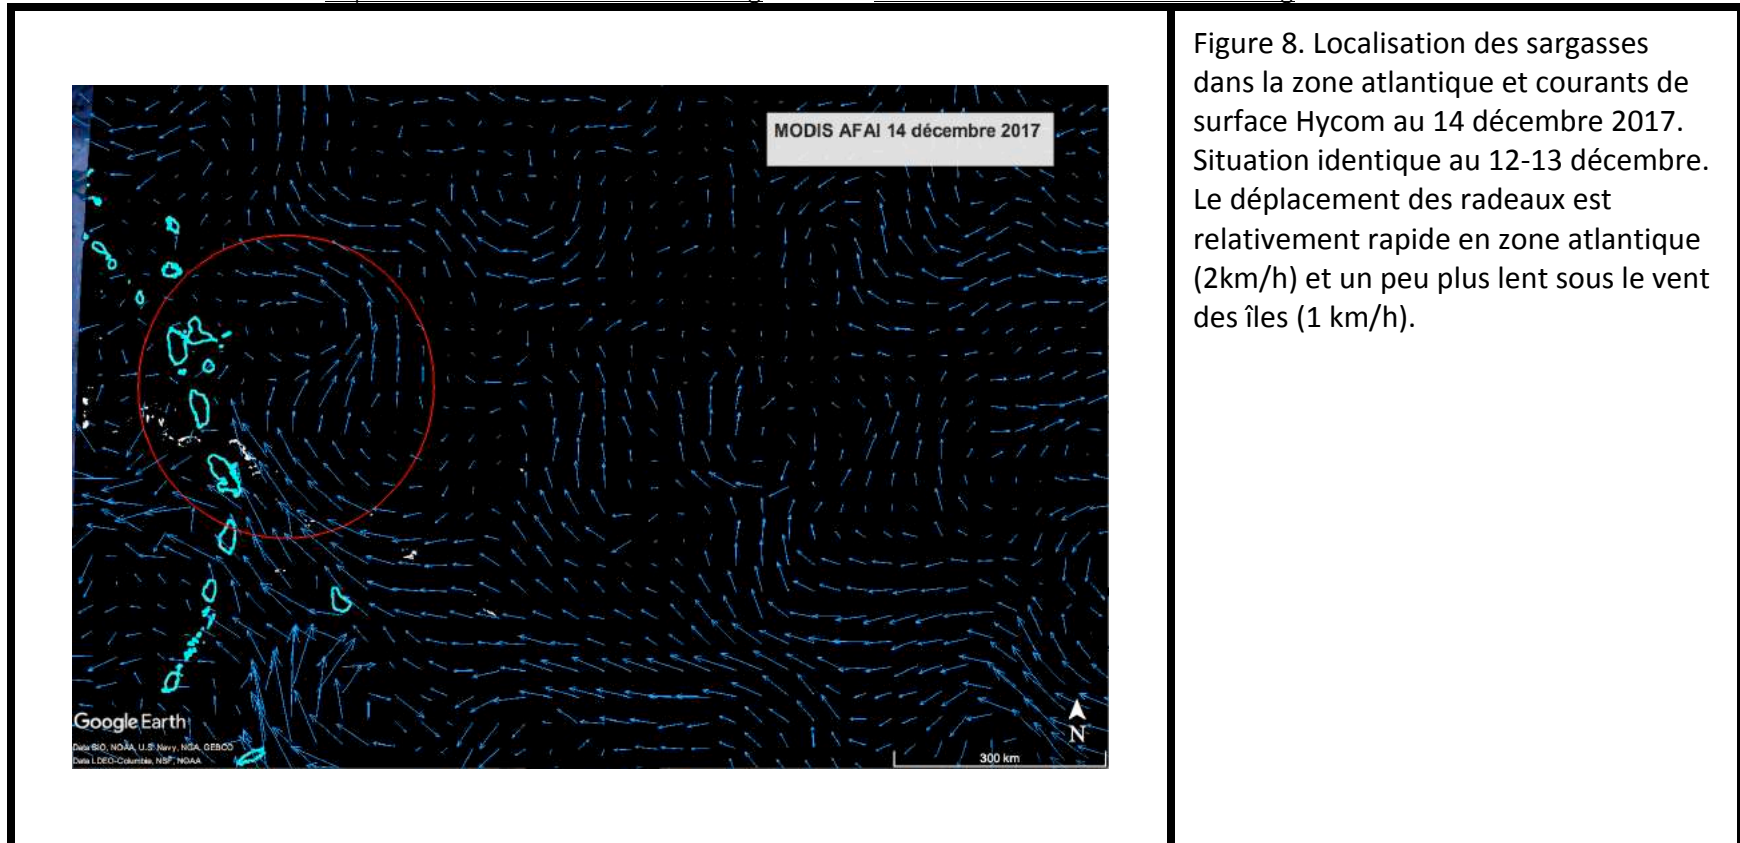 MODIS AFAI 14 décembre 2017
Google Earth
Data SIO, NOAA, U.S. Navy, NGA, GEBCO
Data LDEO-Columbia, NSF, NOAA
N
300 km
Figure 8. Localisation des sargasses
dans la zone atlantique et courants de
surface Hycom au 14 décembre 2017.
Situation identique au 12-13 décembre.
Le déplacement des radeaux est
relativement rapide en zone atlantique
(2km/h) et un peu plus lent sous le vent
des îles (1 km/h).